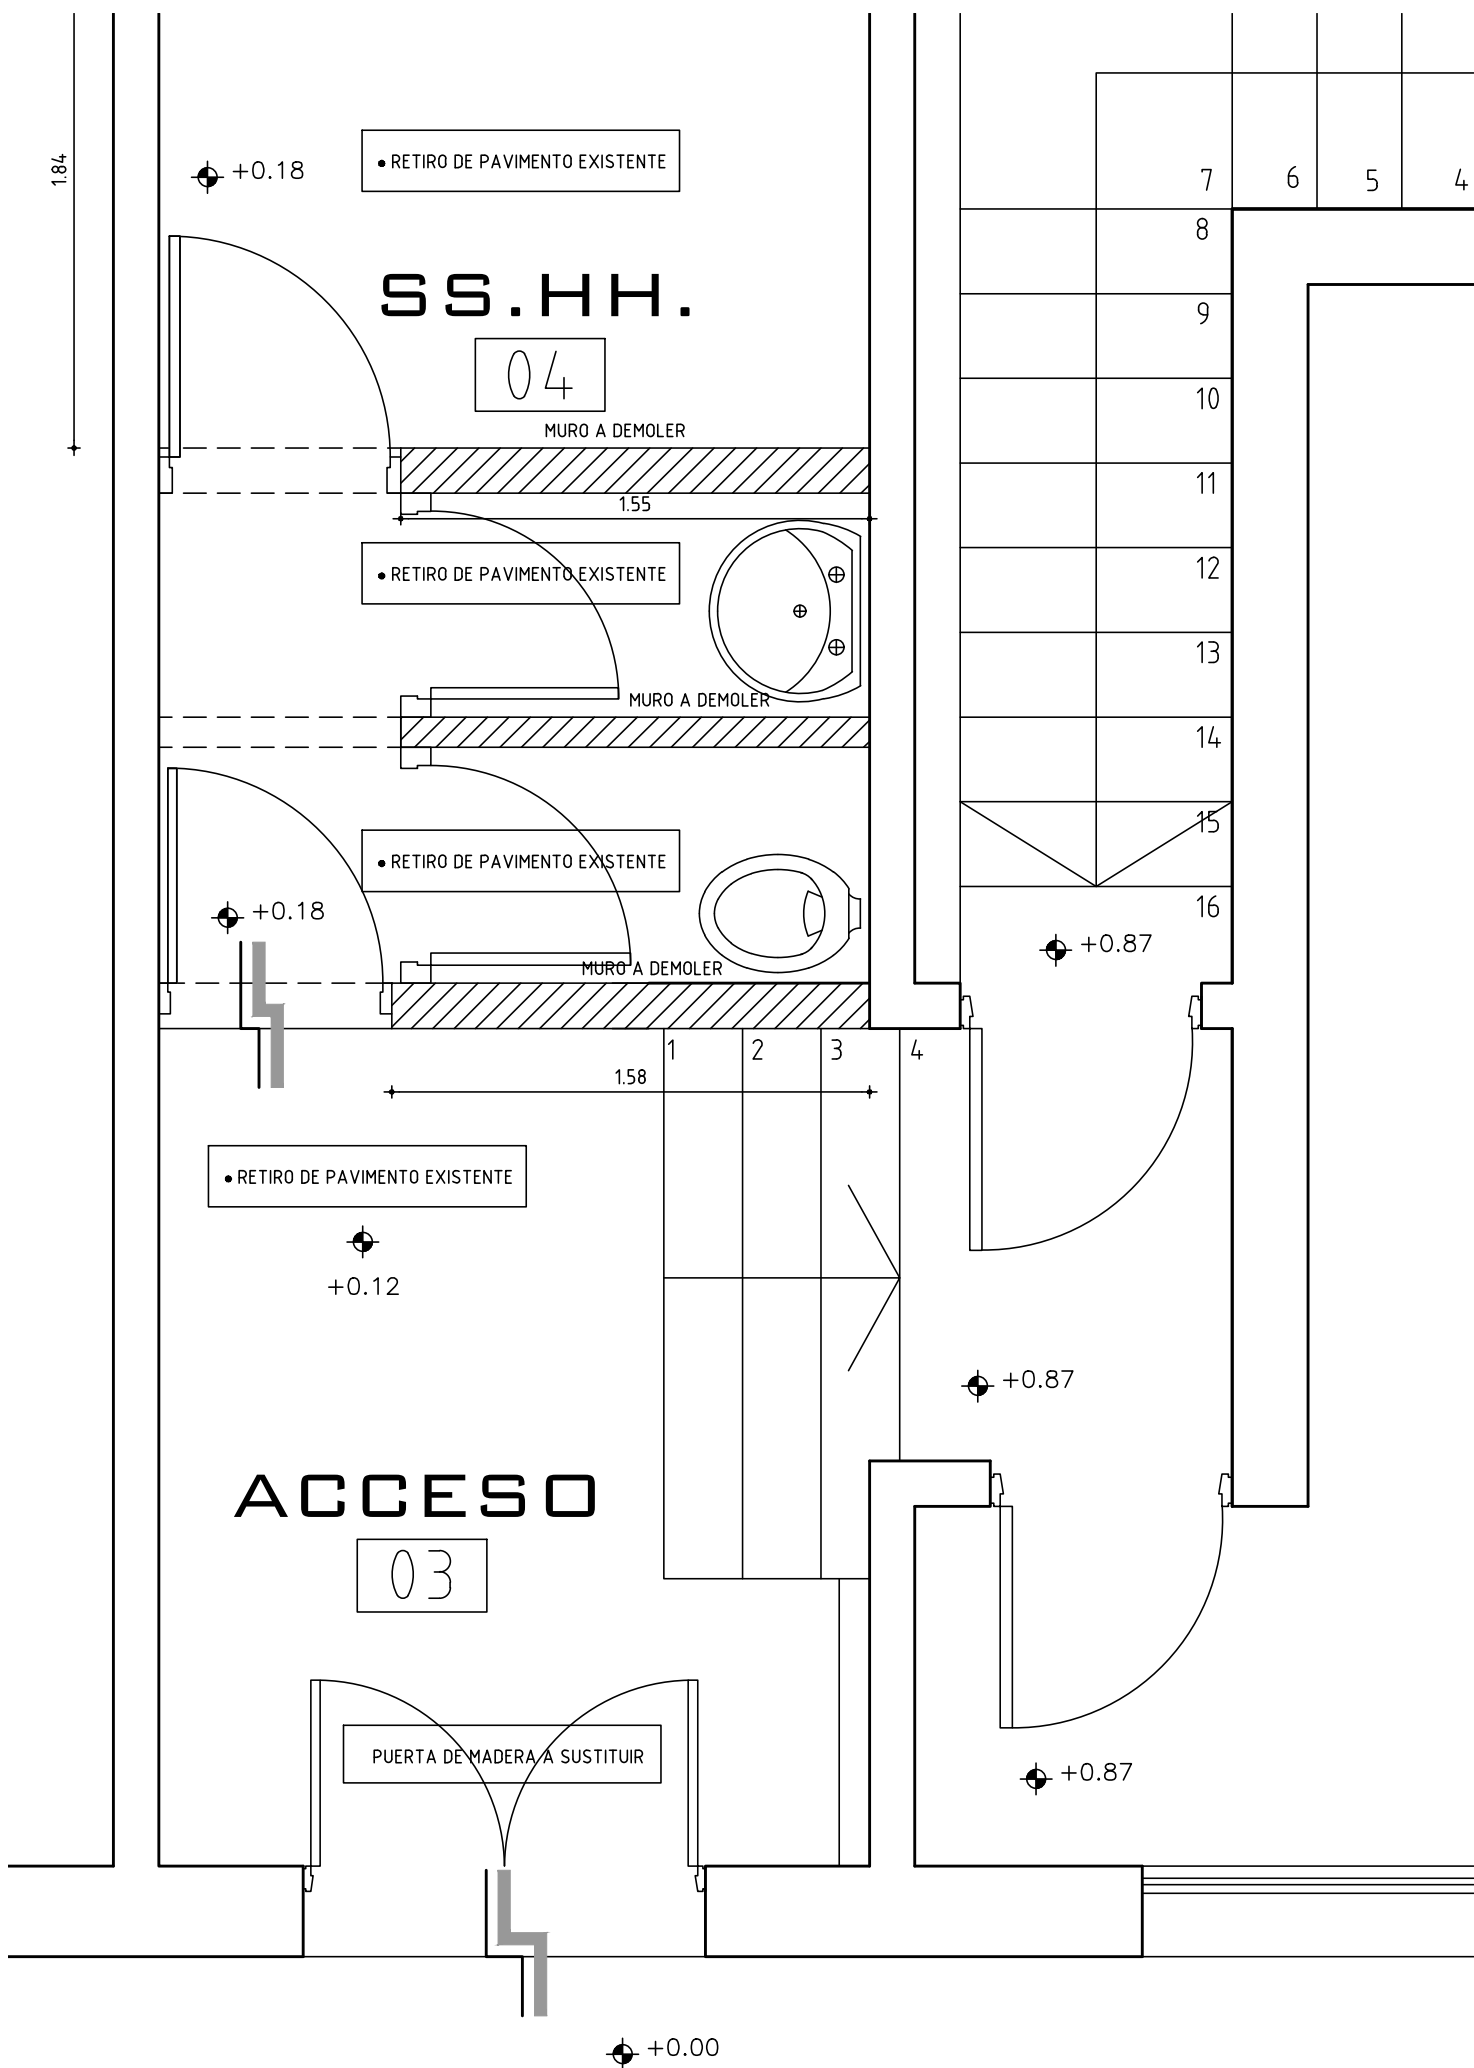 1.84
+0.18
RETIRO DE PAVIMENTO EXISTENTE
7
6
5
4
8
SS.HH.
9
04
10
MURO A DEMOLER
11
1.55
RETIRO DE PAVIMENTO EXISTENTE
12
13
MURO A DEMOLER
14
15
RETIRO DE PAVIMENTO EXISTENTE
16
+0.18
+0.87
MURO A DEMOLER
1
2
3
4
1.58
RETIRO DE PAVIMENTO EXISTENTE
+0.12
+0.87
ACCESO
03
PUERTA DE MADERA A SUSTITUIR
+0.87
+0.00